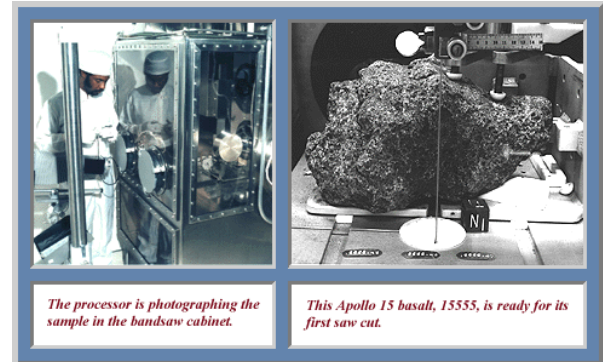 N1
The processor is photographing the
sample in the bandsaw cabinet.
This Apollo 15 basalt, 15555, is ready for its
first saw cut.